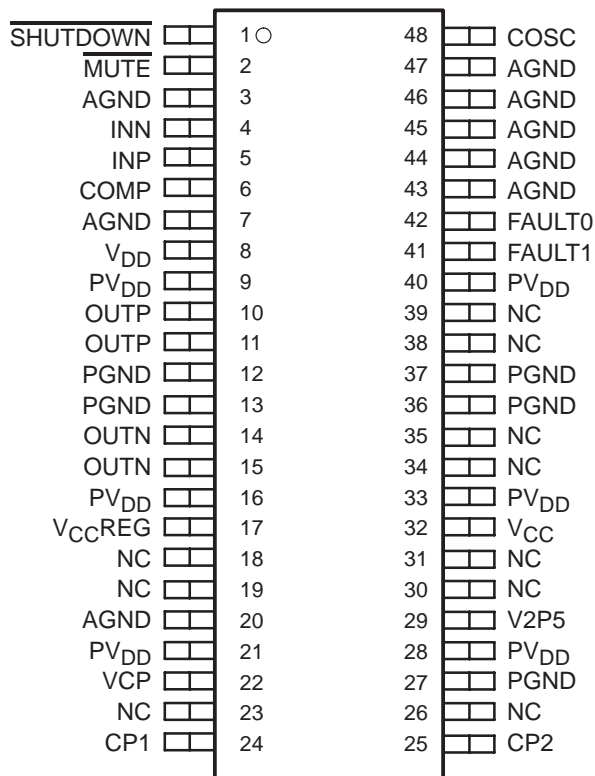 SHUTDOWN 1 48 COSC
MUTE 2 47 AGND
AGND 3 46 AGND
INN 4 45 AGND
INP 5 44 AGND
COMP 6 43 AGND
AGND 7 42 FAULT0
VDD 8 41 FAULT1
PVDD 9 40 PVDD
OUTP 10 39 NC
OUTP 11 38 NC
PGND 12 37 PGND
PGND 13 36 PGND
OUTN 14 35 NC
OUTN 15 34 NC
PVDD 16 33 PVDD
VCCREG 17 32 VCC
NC 18 31 NC
NC 19 30 NC
AGND 20 29 V2P5
PVDD 21 28 PVDD
VCP 22 27 PGND
NC 23 26 NC
CP1 24 25 CP2